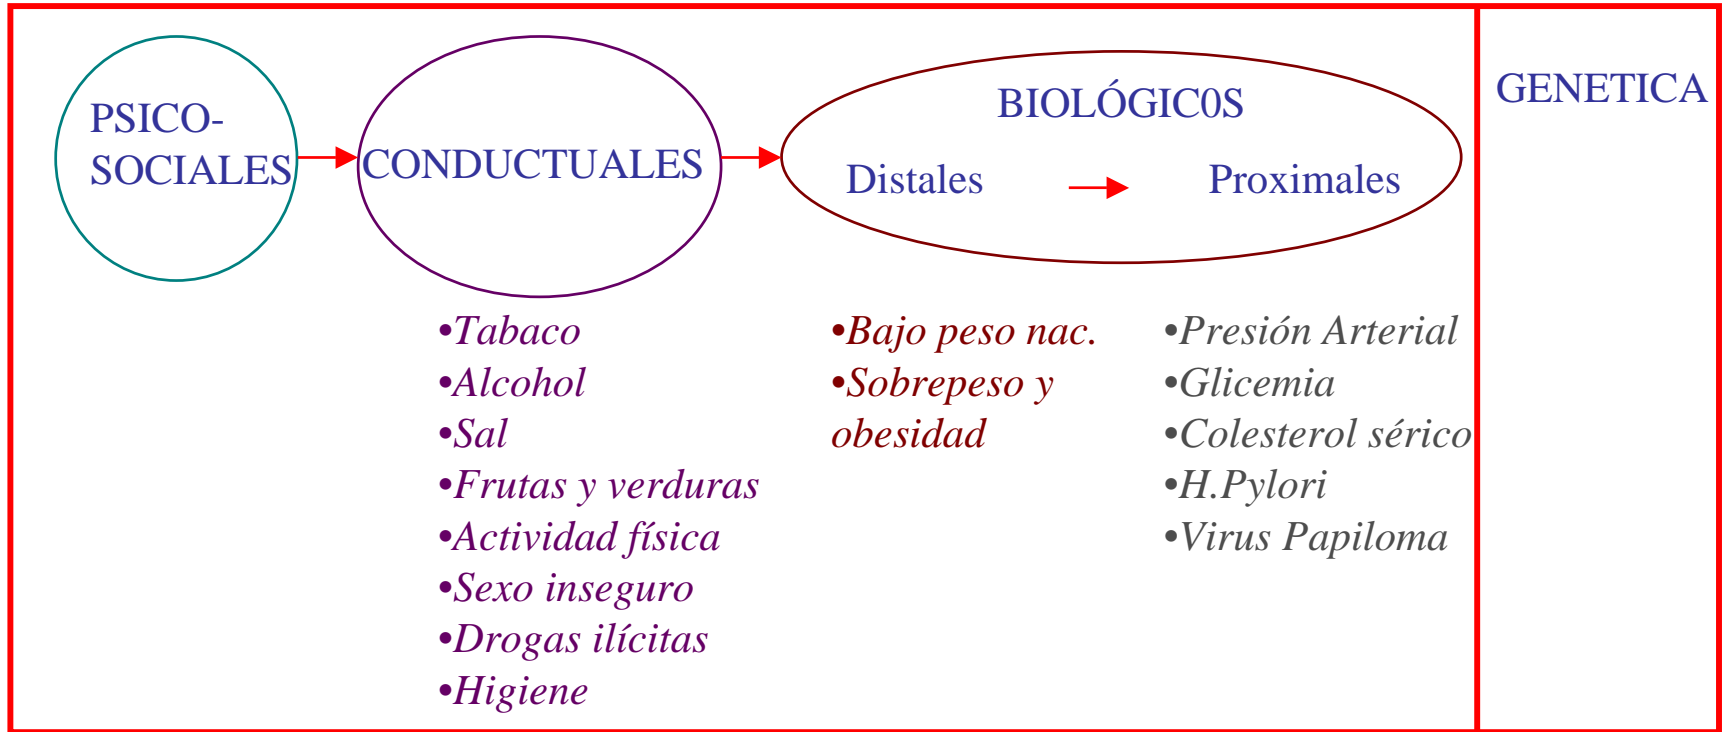 PSICO-
SOCIALES
CONDUCTUALES
BIOLÓGIC0S
Distales
Proximales
GENETICA
•Tabaco
•Alcohol
•Sal
•Frutas y verduras
•Actividad física
•Sexo inseguro
•Drogas ilícitas
•Higiene
•Bajo peso nac.
•Sobrepeso y
obesidad
•Presión Arterial
•Glicemia
•Colesterol sérico
•H.Pylori
•Virus Papiloma